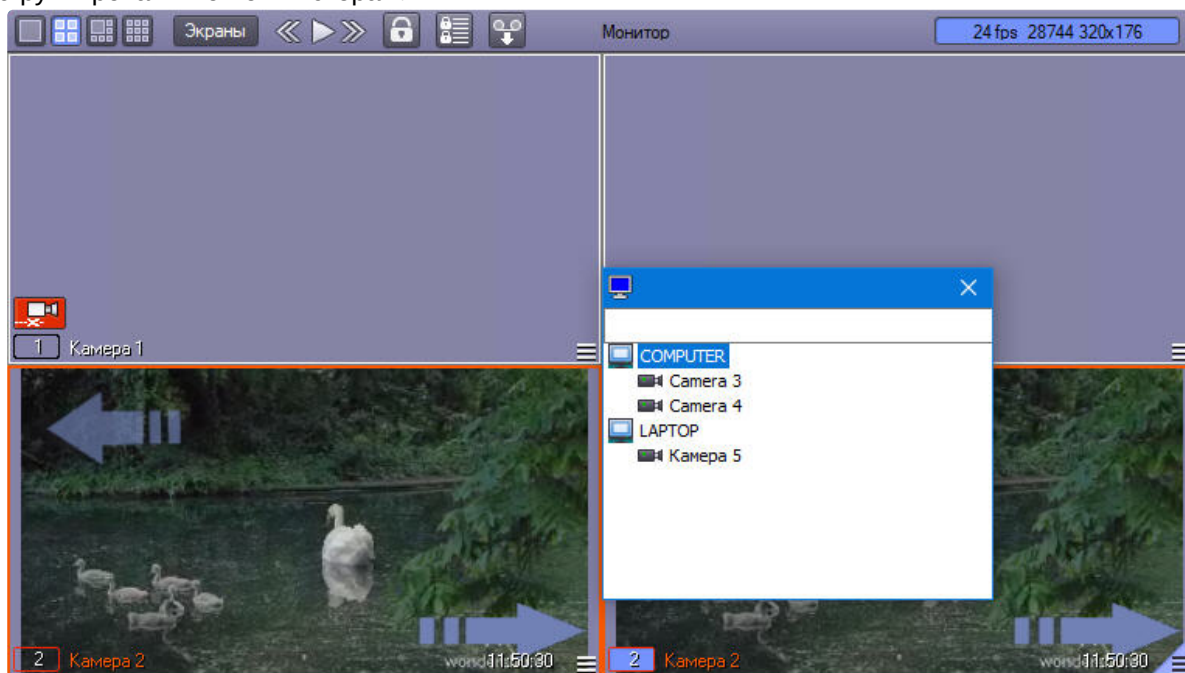 Экраны
Монитор
24 fps 28744 320x176
1 Камера 1
COMPUTER
Camera 3
Camera 4
LAPTOP
Камера 5
2 Камера 2
11:50:30
2 Камера 2
11:50:30